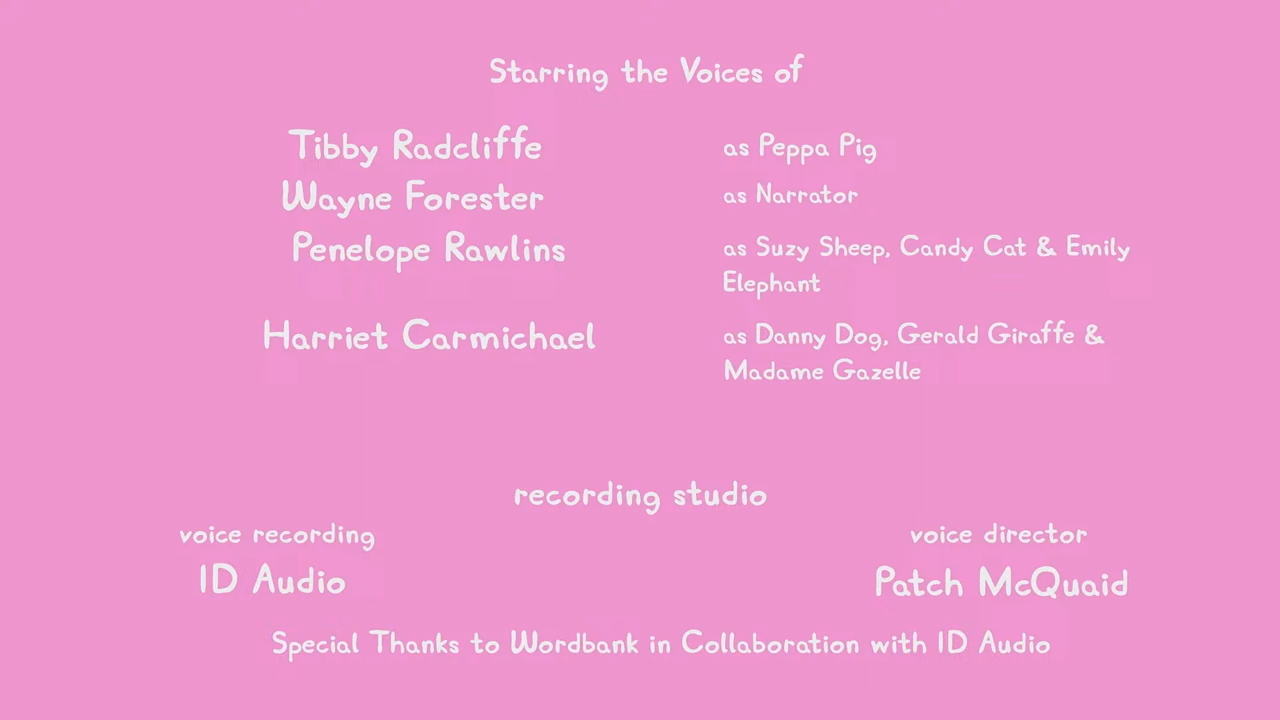 Starring the Voices of
Tibby Radcliffe as Peppa Pig
Wayne Forester as Narrator
Penelope Rawlins as Suzy Sheep, Candy Cat & Emily
Elephant
Harriet Carmichael as Danny Dog, Gerald Giraffe &
Madame Gazelle
recording studio
voice recording voice director
ID Audio Patch McQuaid
Special Thanks to Wordbank in Collaboration with ID Audio